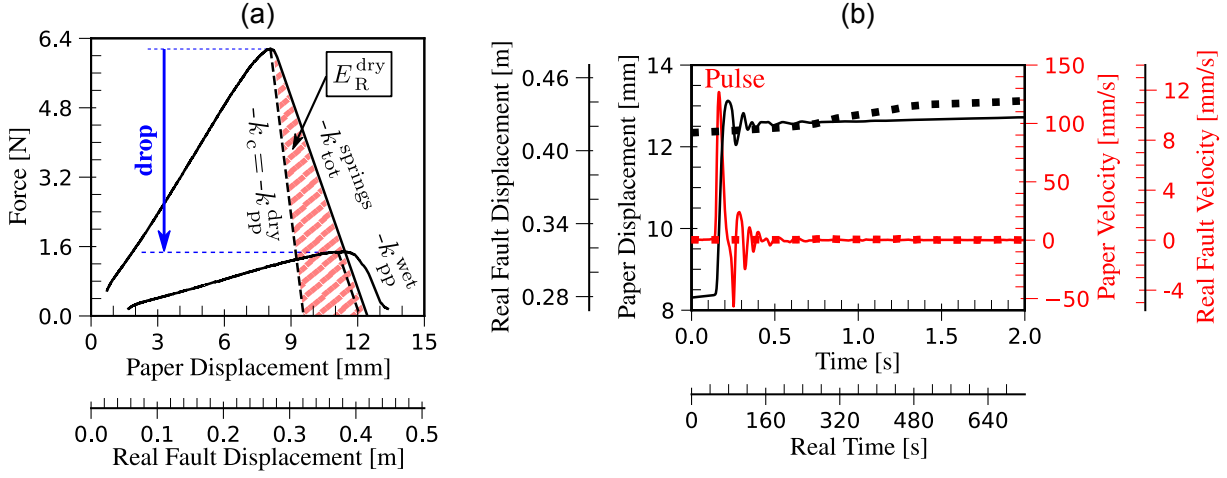 (a)
6.4
4.8
3.2
1.6
0.0
Force [N]
drop
E_R^dry
-k_c = -k_pp^dry
-k_tot^springs
-k_pp^wet
0 3 6 9 12 15
Paper Displacement [mm]
0.0 0.1 0.2 0.3 0.4 0.5
Real Fault Displacement [m]
(b)
0.46
0.40
0.34
0.28
Real Fault Displacement [m]
14
12
10
8
Paper Displacement [mm]
Pulse
150
100
50
0
−50
Paper Velocity [mm/s]
12
8
4
0
−4
Real Fault Velocity [mm/s]
0.0 0.5 1.0 1.5 2.0
Time [s]
0 160 320 480 640
Real Time [s]